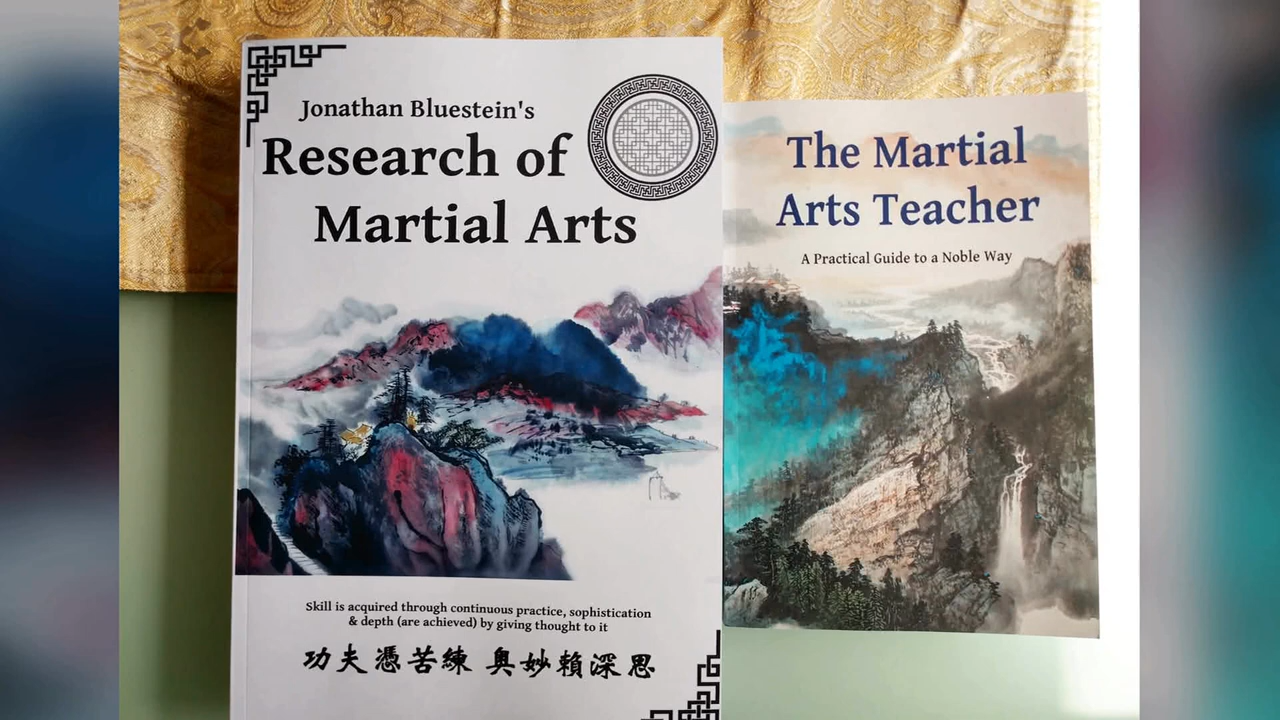 Jonathan Bluestein's
Research of
Martial Arts
Skill is acquired through continuous practice, sophistication
& depth (are achieved) by giving thought to it
功夫憑苦練 奥妙賴深思
The Martial
Arts Teacher
A Practical Guide to a Noble Way